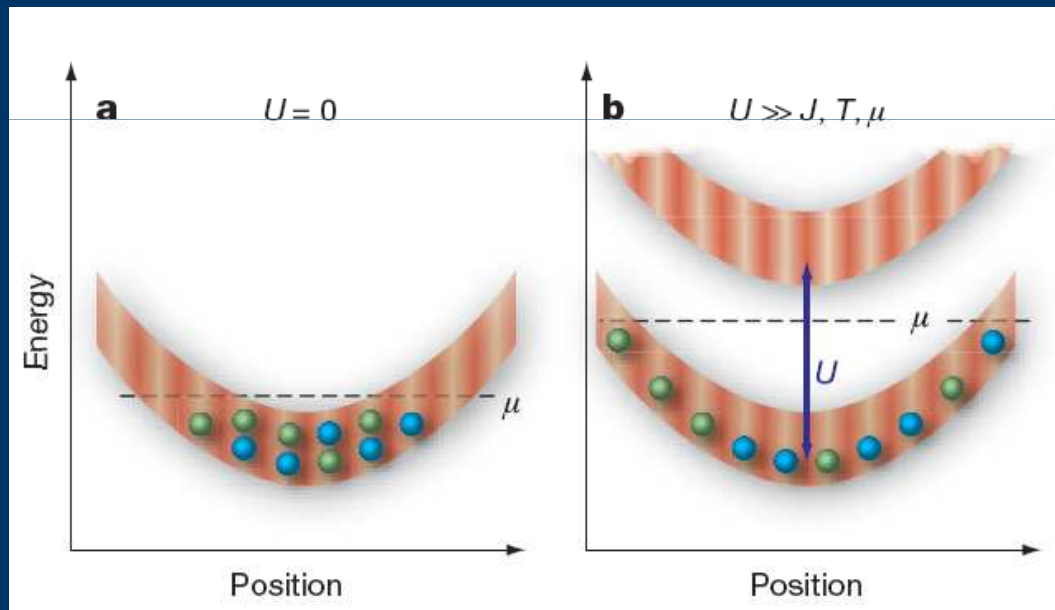 a
U = 0
μ
Energy
Position
b
U ≫ J, T, μ
μ
U
Position